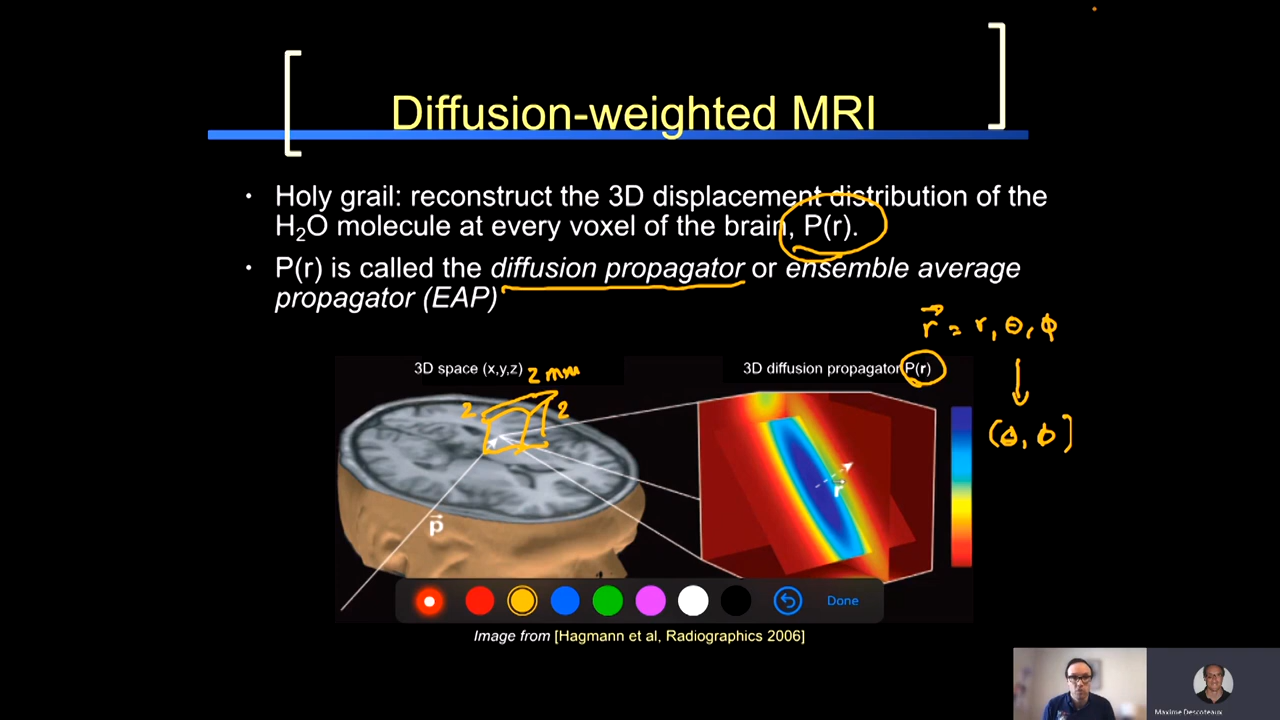 Diffusion-weighted MRI
• Holy grail: reconstruct the 3D displacement distribution of the
H₂O molecule at every voxel of the brain, P(r).
• P(r) is called the diffusion propagator or ensemble average
propagator (EAP)
r⃗ = r, θ, φ
3D space (x,y,z)
2 mm
3D diffusion propagator P(r)
2
2
(θ, φ)
r⃗
p⃗
Done
Image from [Hagmann et al, Radiographics 2006]
Maxime Descoteaux